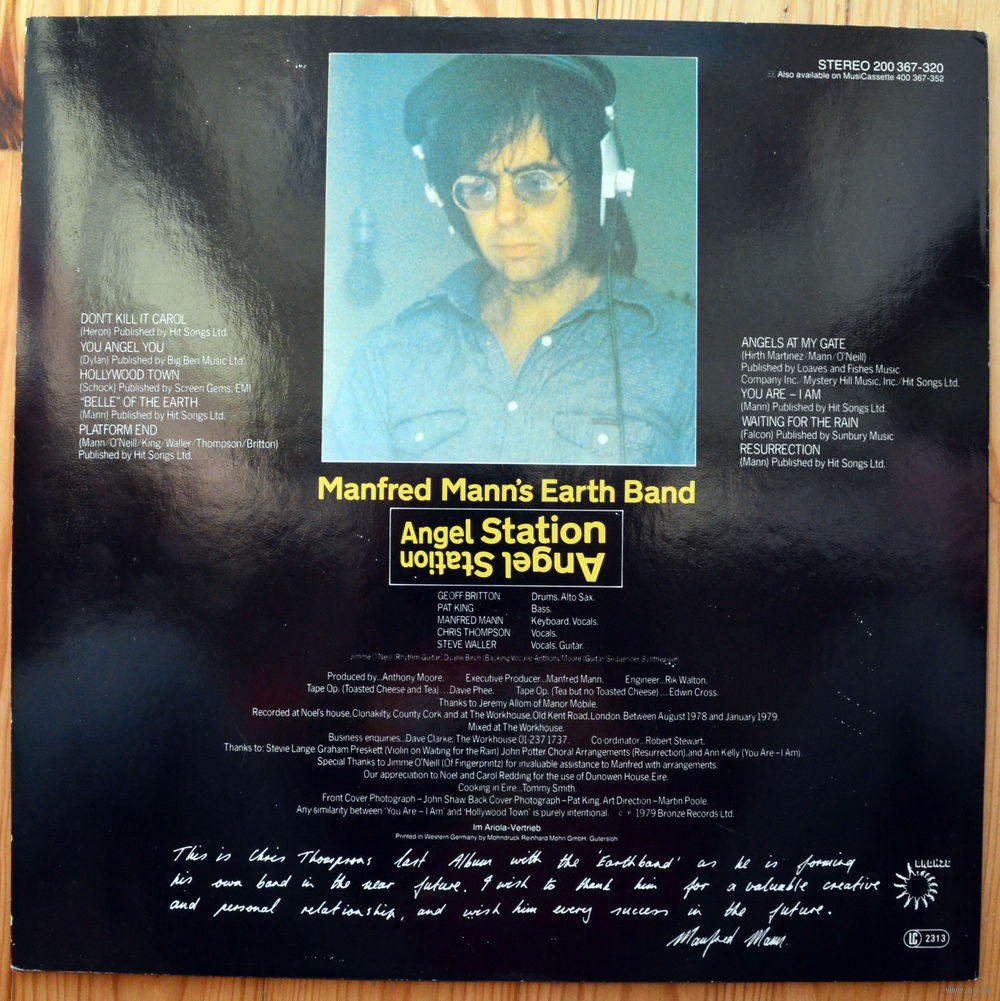 STEREO 200 367-320
Also available on MusiCassette 400 367-352
DON'T KILL IT CAROL
(Heron) Published by Hit Songs Ltd.
YOU ANGEL YOU
(Dylan) Published by Big Ben Music Ltd.
HOLLYWOOD TOWN
(Schock) Published by Screen Gems, EMI
"BELLE" OF THE EARTH
(Mann) Published by Hit Songs Ltd.
PLATFORM END
(Mann/O'Neill/King/Waller/Thompson/Britton)
Published by Hit Songs Ltd.
ANGELS AT MY GATE
(Hirth Martinez/Mann/O'Neill)
Published by Loaves and Fishes Music
Company Inc./Mystery Hill Music, Inc./Hit Songs Ltd.
YOU ARE – I AM
(Mann) Published by Hit Songs Ltd.
WAITING FOR THE RAIN
(Falcon) Published by Sunbury Music
RESURRECTION
(Mann) Published by Hit Songs Ltd.
Manfred Mann's Earth Band
Angel Station
Angel Station
GEOFF BRITTON Drums. Alto Sax.
PAT KING Bass.
MANFRED MANN Keyboard. Vocals.
CHRIS THOMPSON Vocals.
STEVE WALLER Vocals. Guitar.
Jimme O'Neill (Rhythm Guitar) Dyane Birch (Backing Vocals) Anthony Moore (Guitar, Sequencer, Synthesiser)
Produced by...Anthony Moore. Executive Producer...Manfred Mann. Engineer...Rik Walton.
Tape Op. (Toasted Cheese and Tea)...Davie Phee. Tape Op. (Tea but no Toasted Cheese)...Edwin Cross.
Thanks to Jeremy Allom of Manor Mobile.
Recorded at Noel's house, Clonakilty, County Cork and at The Workhouse, Old Kent Road, London. Between August 1978 and January 1979.
Mixed at The Workhouse.
Business enquiries...Dave Clarke, The Workhouse 01-237 1737. Co-ordinator...Robert Stewart.
Thanks to: Stevie Lange, Graham Preskett (Violin on Waiting for the Rain) John Potter Choral Arrangements (Resurrection), and Ann Kelly (You Are – I Am).
Special Thanks to Jimme O'Neill (Of Fingerprintz) for invaluable assistance to Manfred with arrangements.
Our appreciation to Noel and Carol Redding for the use of Dunowen House, Eire.
Cooking in Eire...Tommy Smith.
Front Cover Photograph – John Shaw. Back Cover Photograph – Pat King. Art Direction – Martin Poole.
Any similarity between 'You Are – I Am' and 'Hollywood Town' is purely intentional. © ℗ 1979 Bronze Records Ltd.
Im Ariola-Vertrieb
Printed in Western Germany by Mohndruck Reinhard Mohn GmbH, Gutersloh
This is Chris Thompsons last Album with the 'Earthband' as he is forming
his own band in the near future. I wish to thank him for a valuable creative
and personal relationship, and wish him every success in the future.
Manfred Mann.
BRONZE
LC 2313